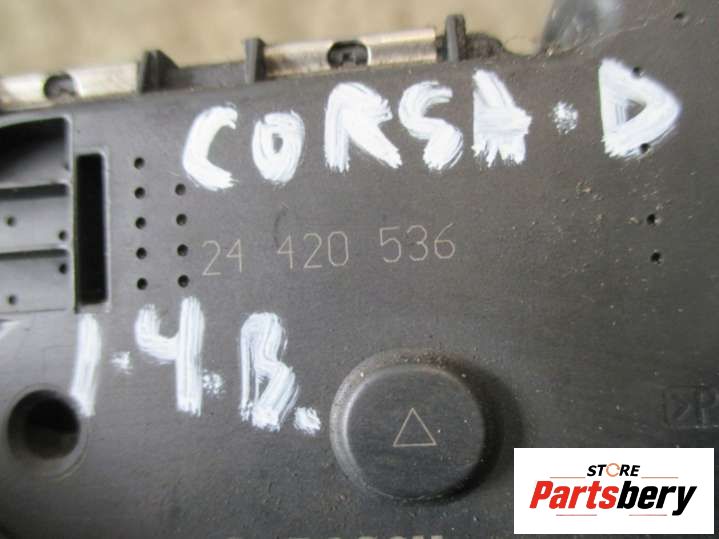 CORSA.D
24 420 536
1.4.B.
STORE
Partsbery